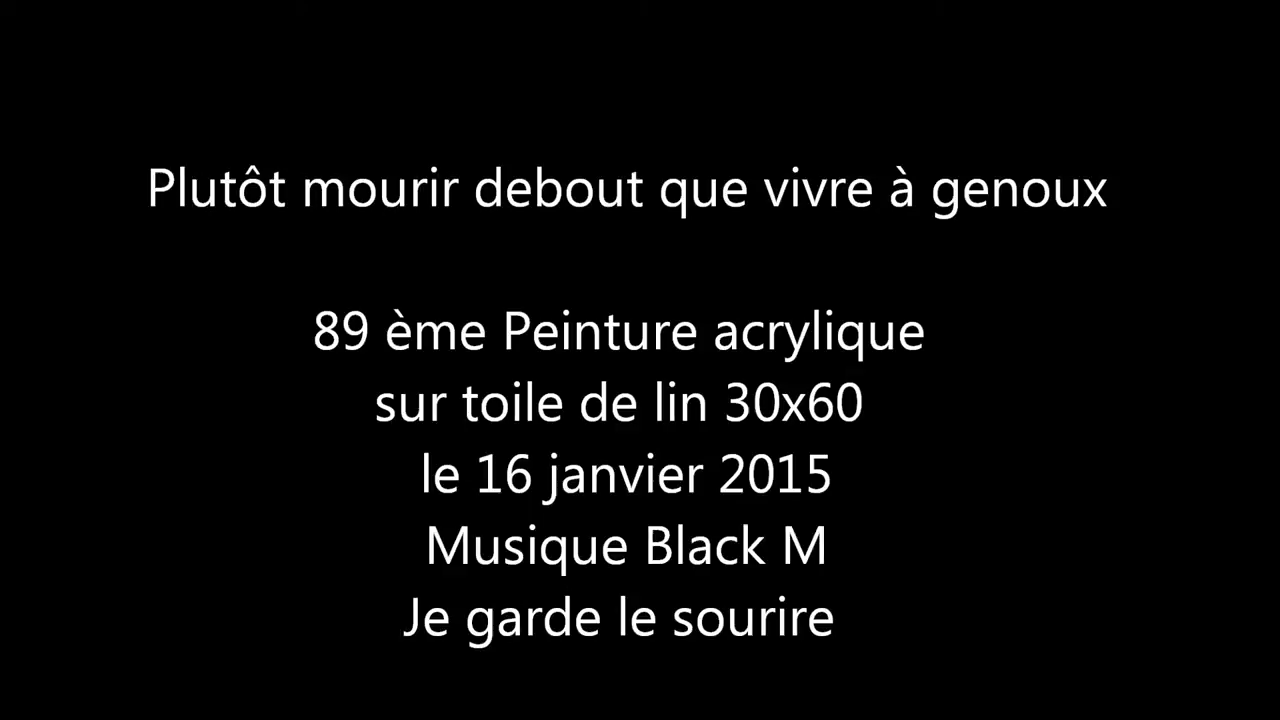 Plutôt mourir debout que vivre à genoux
89 ème Peinture acrylique
sur toile de lin 30x60
le 16 janvier 2015
Musique Black M
Je garde le sourire